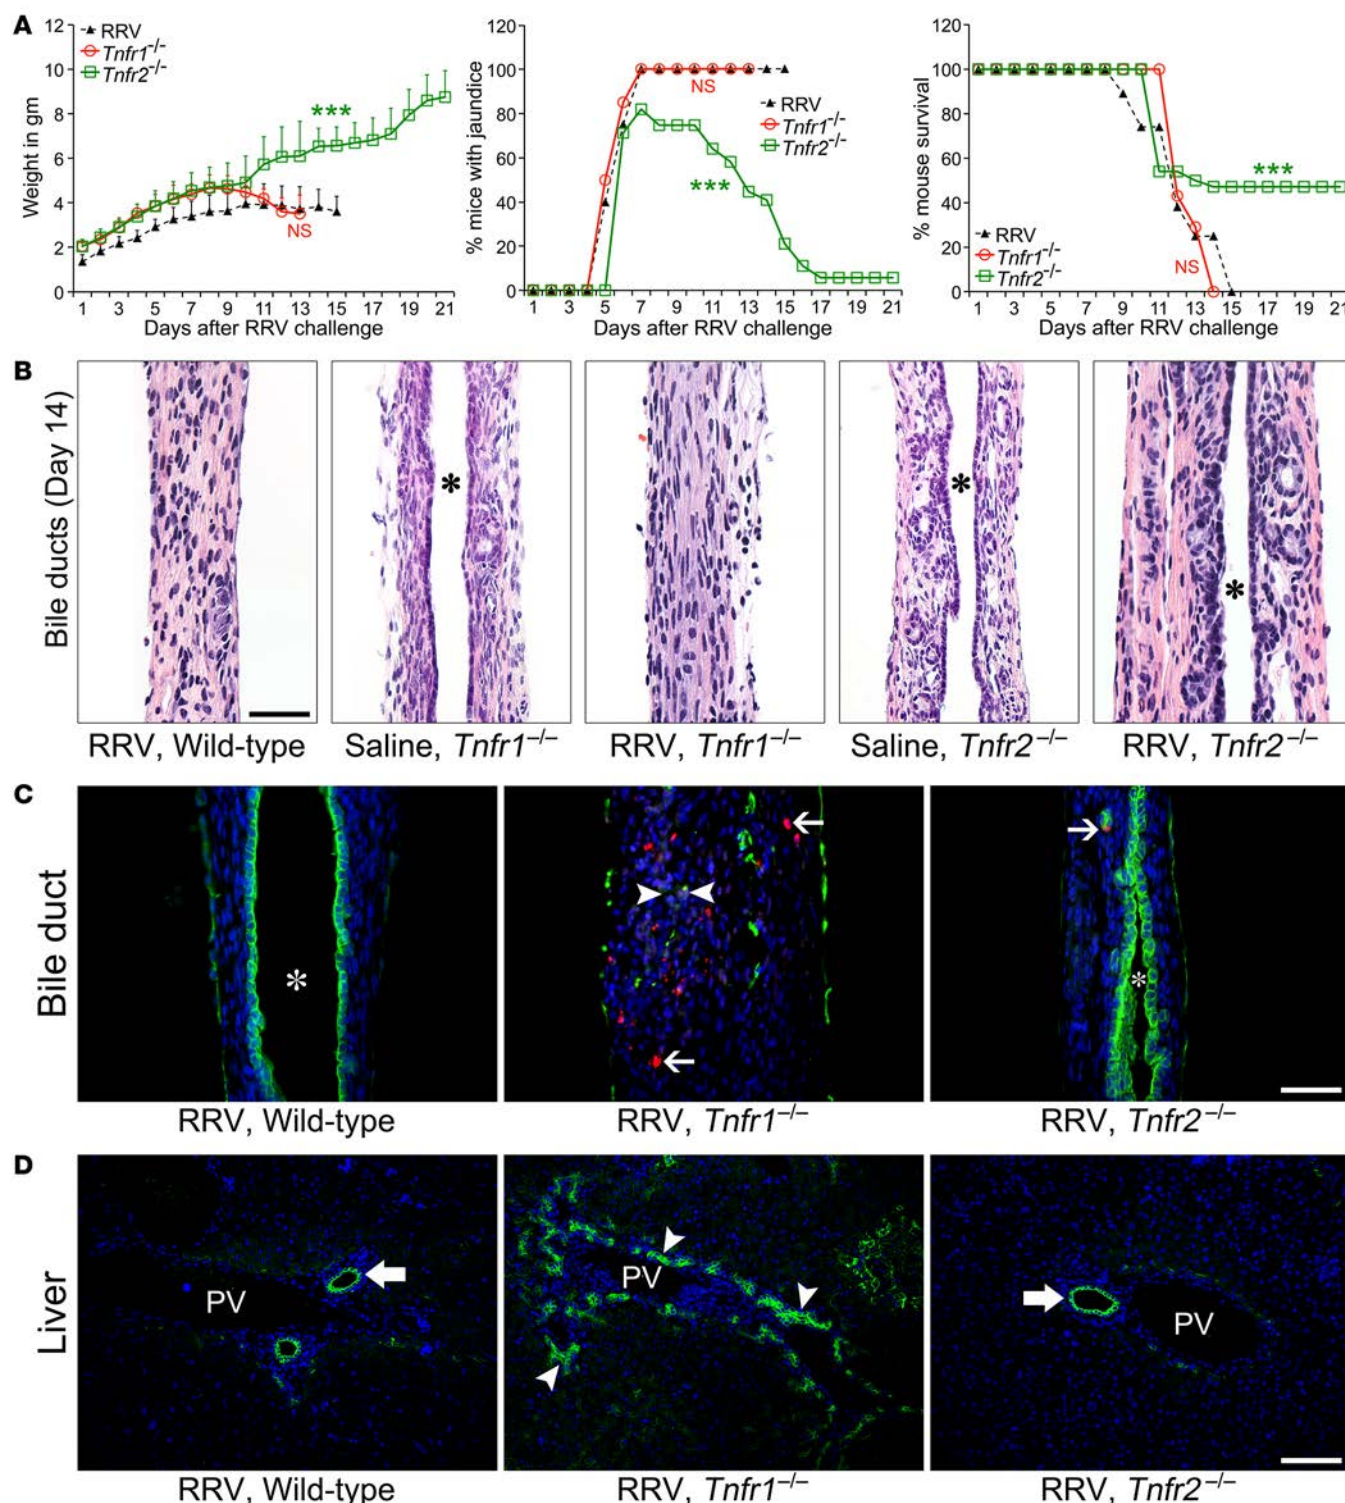 A
12
10
8
6
4
2
0
Weight in gm
RRV
Tnfr1⁻/⁻
Tnfr2⁻/⁻
***
NS
1 3 5 7 9 11 13 15 17 19 21
Days after RRV challenge
120
100
80
60
40
20
0
% mice with jaundice
NS
RRV
Tnfr1⁻/⁻
Tnfr2⁻/⁻
***
1 3 5 7 9 11 13 15 17 19 21
Days after RRV challenge
120
100
80
60
40
20
0
% mouse survival
***
RRV
Tnfr1⁻/⁻
Tnfr2⁻/⁻
NS
1 3 5 7 9 11 13 15 17 19 21
Days after RRV challenge
B
Bile ducts (Day 14)
*
*
*
RRV, Wild-type
Saline, Tnfr1⁻/⁻
RRV, Tnfr1⁻/⁻
Saline, Tnfr2⁻/⁻
RRV, Tnfr2⁻/⁻
C
Bile duct
*
*
RRV, Wild-type
RRV, Tnfr1⁻/⁻
RRV, Tnfr2⁻/⁻
D
Liver
PV
PV
PV
RRV, Wild-type
RRV, Tnfr1⁻/⁻
RRV, Tnfr2⁻/⁻